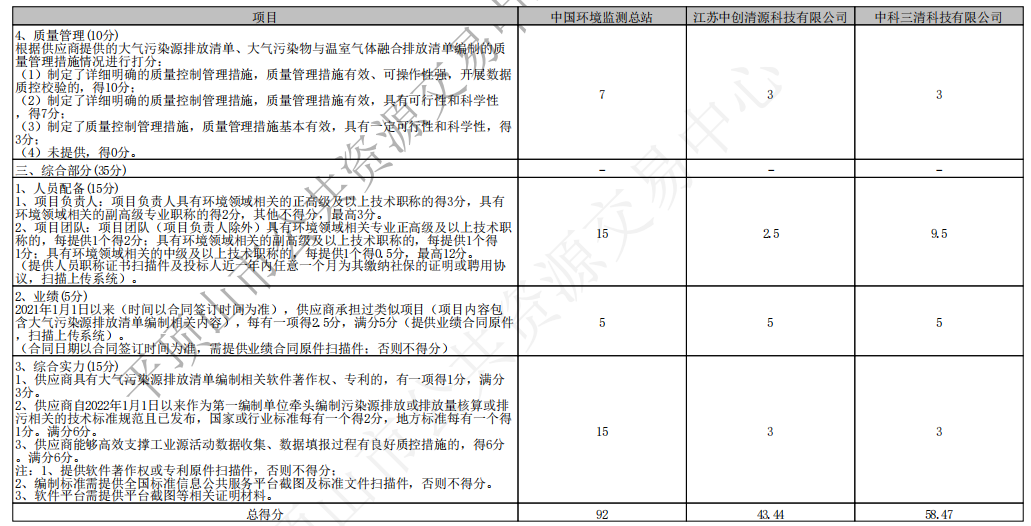 项目 中国环境监测总站 江苏中创清源科技有限公司 中科三清科技有限公司
4、质量管理(10分)
根据供应商提供的大气污染源排放清单、大气污染物与温室气体融合排放清单编制的质
量管理措施情况进行打分:
(1)制定了详细明确的质量控制管理措施,质量管理措施有效、可操作性强,开展数据
质控校验的,得10分;
(2)制定了详细明确的质量控制管理措施,质量管理措施有效,具有可行性和科学性
,得7分;
(3)制定了质量控制管理措施,质量管理措施基本有效,具有一定可行性和科学性,得
3分;
(4)未提供,得0分。
7 3 3
三、综合部分(35分) - - -
1、人员配备(15分)
1、项目负责人:项目负责人具有环境领域相关的正高级及以上技术职称的得3分,具有
环境领域相关的副高级专业职称的得2分,其他不得分,最高3分。
2、项目团队:项目团队(项目负责人除外)具有环境领域相关专业正高级及以上技术职
称的,每提供1个得2分;具有环境领域相关的副高级及以上技术职称的,每提供1个得
1分;具有环境领域相关的中级及以上技术职称的,每提供1个得0.5分,最高12分。
(提供人员职称证书扫描件及投标人近一年内任意一个月为其缴纳社保的证明或聘用协
议,扫描上传系统)。
15 2.5 9.5
2、业绩(5分)
2021年1月1日以来(时间以合同签订时间为准),供应商承担过类似项目(项目内容包
含大气污染源排放清单编制相关内容),每有一项得2.5分,满分5分(提供业绩合同原件
,扫描上传系统)。
(合同日期以合同签订时间为准,需提供业绩合同原件扫描件;否则不得分)
5 5 5
3、综合实力(15分)
1、供应商具有大气污染源排放清单编制相关软件著作权、专利的,有一项得1分,满分
3分。
2、供应商自2022年1月1日以来作为第一编制单位牵头编制污染源排放或排放量核算或排
污相关的技术标准规范且已发布,国家或行业标准每有一个得2分,地方标准每有一个得
1分。满分6分。
3、供应商能够高效支撑工业源活动数据收集、数据填报过程有良好质控措施的,得6分
。满分6分。
注:1、提供软件著作权或专利原件扫描件,否则不得分;
2、编制标准需提供全国标准信息公共服务平台截图及标准文件扫描件,否则不得分。
3、软件平台需提供平台截图等相关证明材料。
15 3 3
总得分 92 43.44 58.47
平顶山市公共资源交易中心
平顶山市公共资源交易中心